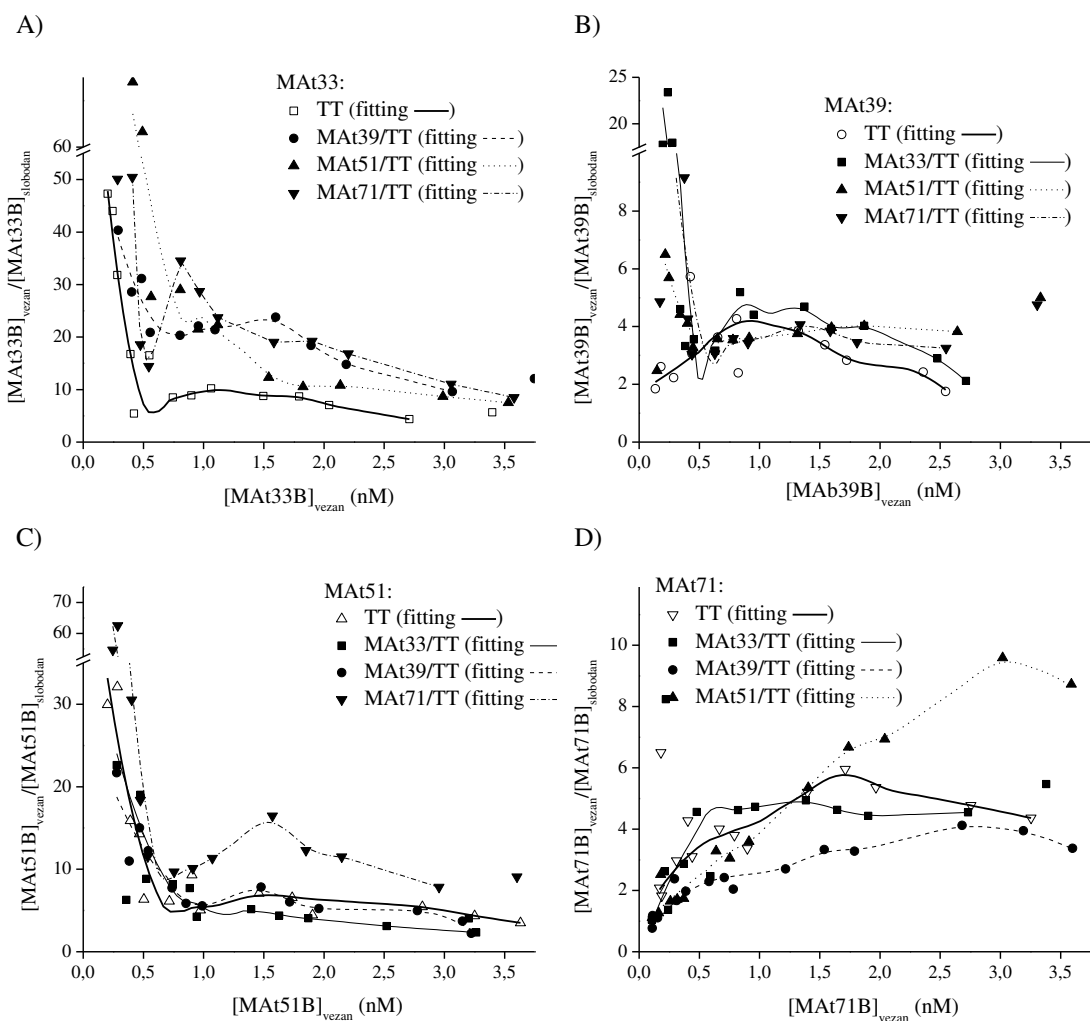 A)
MAt33:
TT (fitting ——)
MAt39/TT (fitting -----)
MAt51/TT (fitting ········)
MAt71/TT (fitting -·-·-·-)
[MAt33B]vezan/[MAt33B]slobodan
60
50
40
30
20
10
0
0,0 0,5 1,0 1,5 2,0 2,5 3,0 3,5
[MAt33B]vezan (nM)
B)
MAt39:
TT (fitting ——)
MAt33/TT (fitting ——)
MAt51/TT (fitting ········)
MAt71/TT (fitting -·-·-·-)
[MAt39B]vezan/[MAt39B]slobodan
25
20
8
6
4
2
0
0,0 0,5 1,0 1,5 2,0 2,5 3,0 3,5
[MAb39B]vezan (nM)
C)
MAt51:
TT (fitting ——)
MAt33/TT (fitting ——
MAt39/TT (fitting -----
MAt71/TT (fitting -·-·-·-)
[MAt51B]vezan/[MAt51B]slobodan
70
60
30
20
10
0
0,0 0,5 1,0 1,5 2,0 2,5 3,0 3,5
[MAt51B]vezan (nM)
D)
MAt71:
TT (fitting ——)
MAt33/TT (fitting ——)
MAt39/TT (fitting -----)
MAt51/TT (fitting ········)
[MAt71B]vezan/[MAt71B]slobodan
10
8
6
4
2
0
0,0 0,5 1,0 1,5 2,0 2,5 3,0 3,5
[MAt71B]vezan (nM)